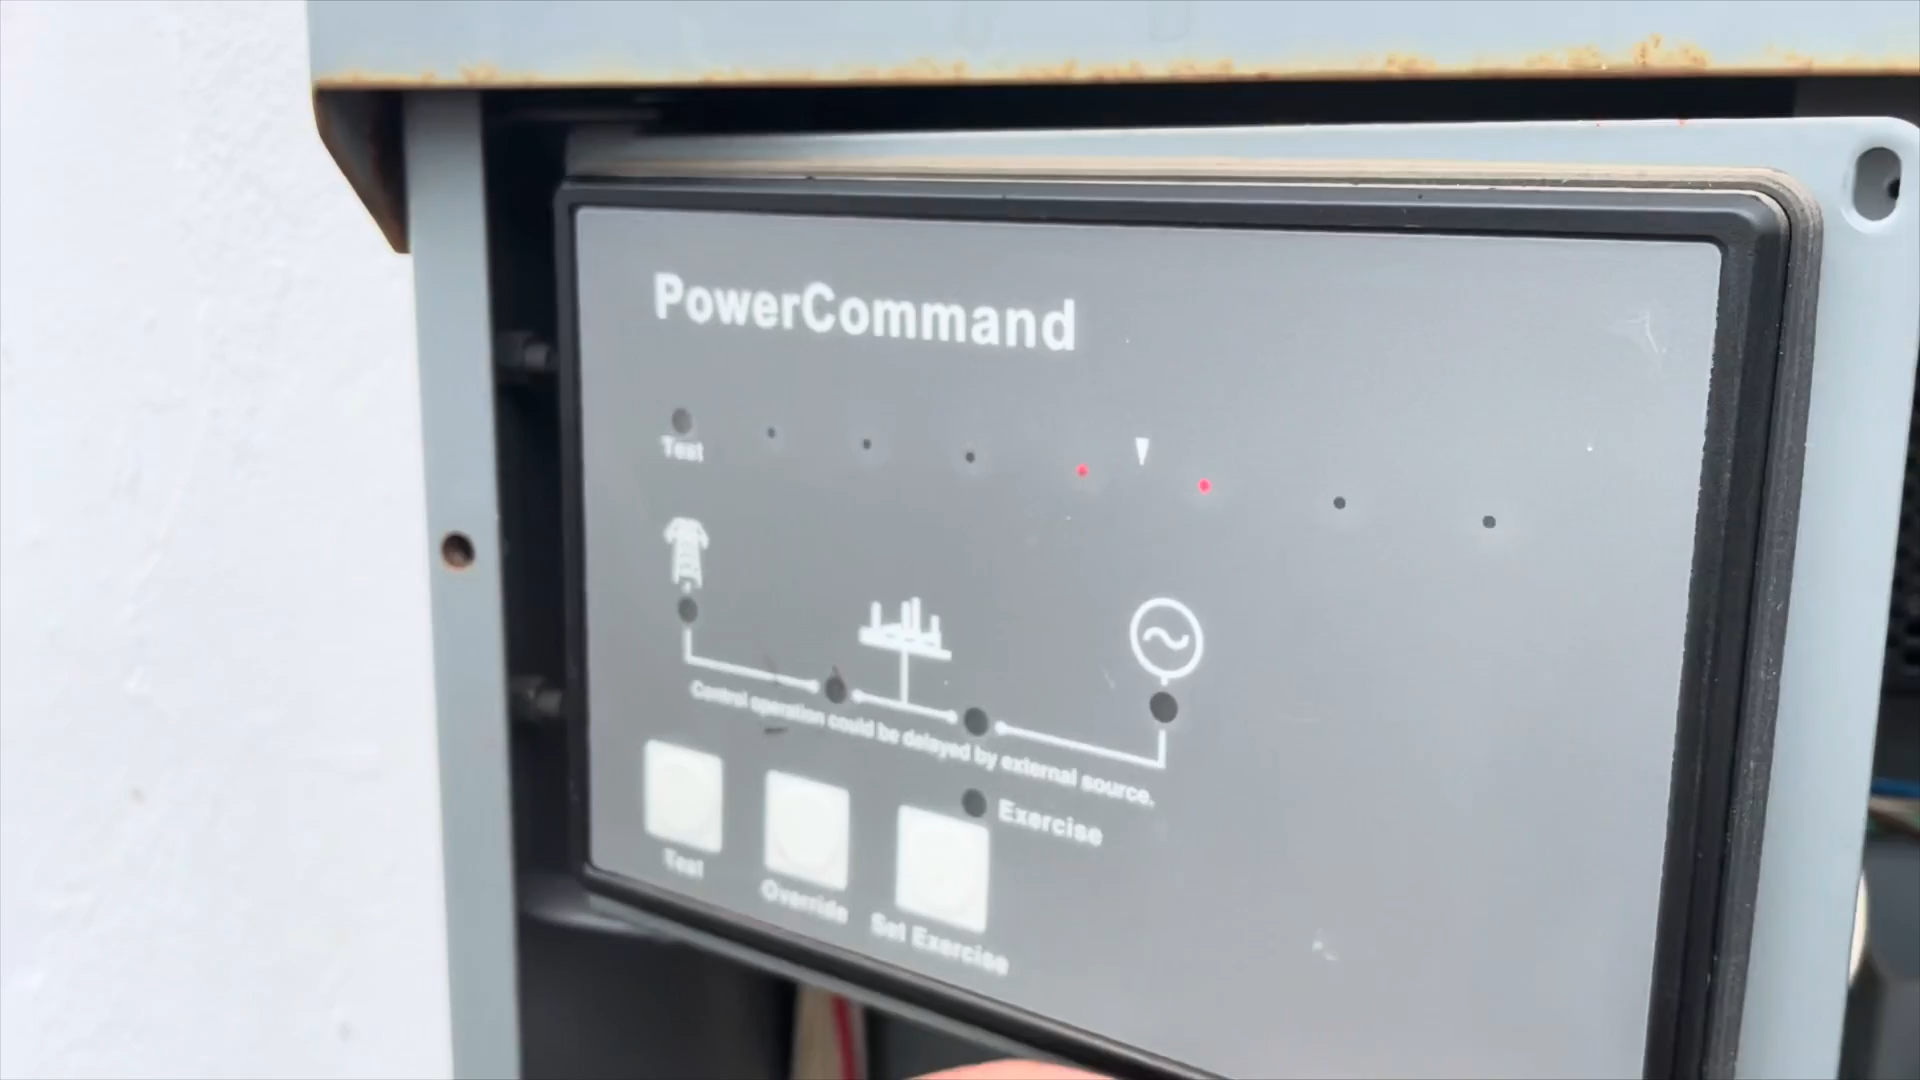 PowerCommand
Test
Control operation could be delayed by external source.
Exercise
Test
Override
Set Exercise